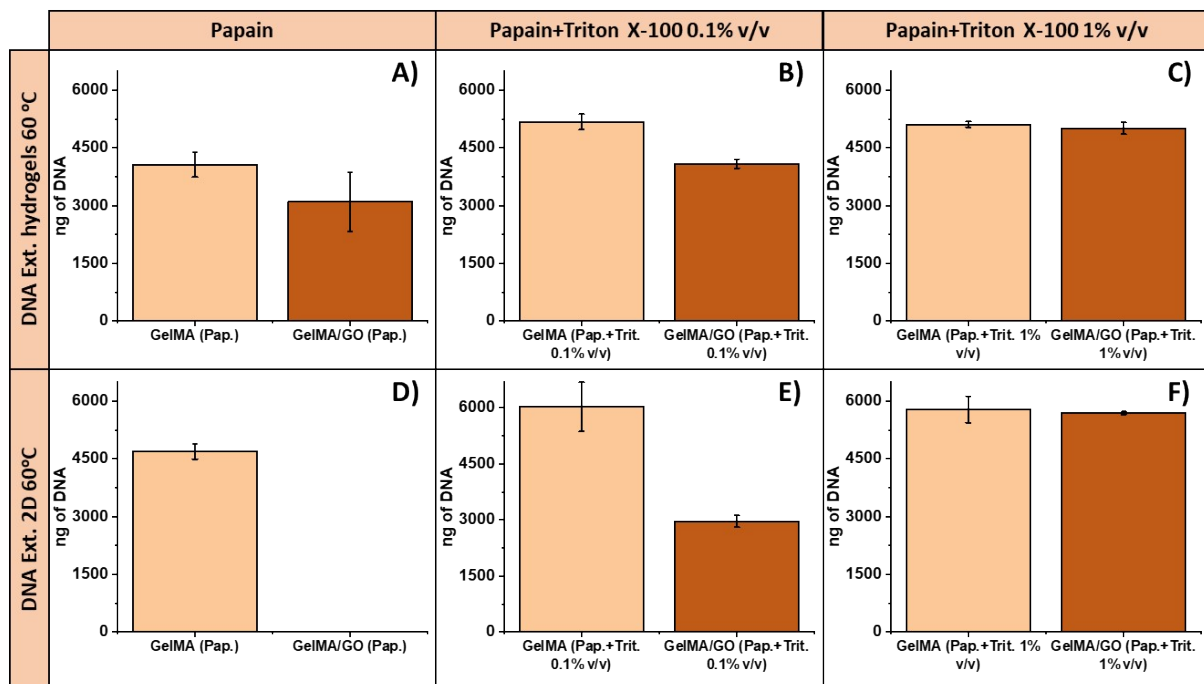 Papain
Papain+Triton X-100 0.1% v/v
Papain+Triton X-100 1% v/v
DNA Ext. hydrogels 60 ºC
A)
6000
4500
3000
1500
0
ng of DNA
GelMA (Pap.)
GelMA/GO (Pap.)
B)
6000
4500
3000
1500
0
ng of DNA
GelMA (Pap.+Trit.
0.1% v/v)
GelMA/GO (Pap.+Trit.
0.1% v/v)
C)
6000
4500
3000
1500
0
ng of DNA
GelMA (Pap.+Trit. 1%
v/v)
GelMA/GO (Pap.+Trit.
1% v/v)
DNA Ext. 2D 60ºC
D)
6000
4500
3000
1500
0
ng of DNA
GelMA (Pap.)
GelMA/GO (Pap.)
E)
6000
4500
3000
1500
0
ng of DNA
GelMA (Pap.+Trit.
0.1% v/v)
GelMA/GO (Pap.+Trit.
0.1% v/v)
F)
6000
4500
3000
1500
0
ng of DNA
GelMA (Pap.+Trit. 1%
v/v)
GelMA/GO (Pap.+Trit.
1% v/v)